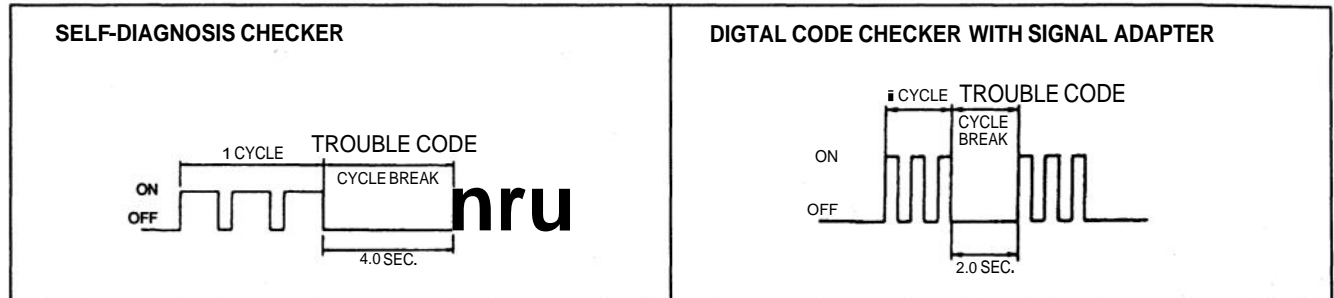 SELF-DIAGNOSIS CHECKER
1 CYCLE
TROUBLE CODE
CYCLE BREAK
ON
OFF
nru
4.0 SEC.
DIGTAL CODE CHECKER WITH SIGNAL ADAPTER
i CYCLE
TROUBLE CODE
CYCLE
BREAK
ON
OFF
2.0 SEC.